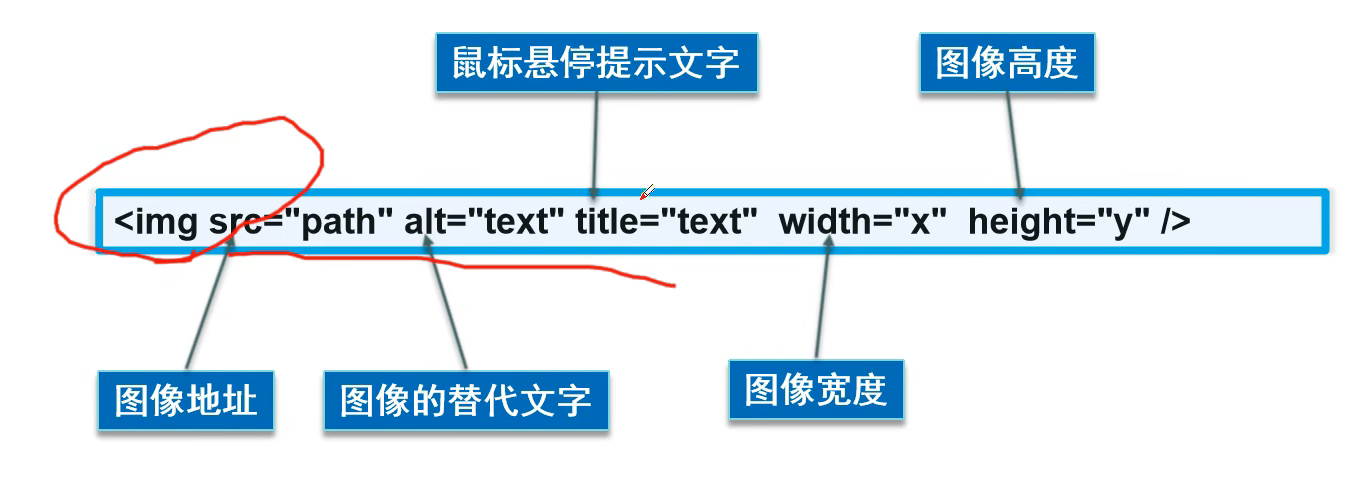 鼠标悬停提示文字
图像高度
<img src="path" alt="text" title="text"  width="x"  height="y" />
图像地址
图像的替代文字
图像宽度